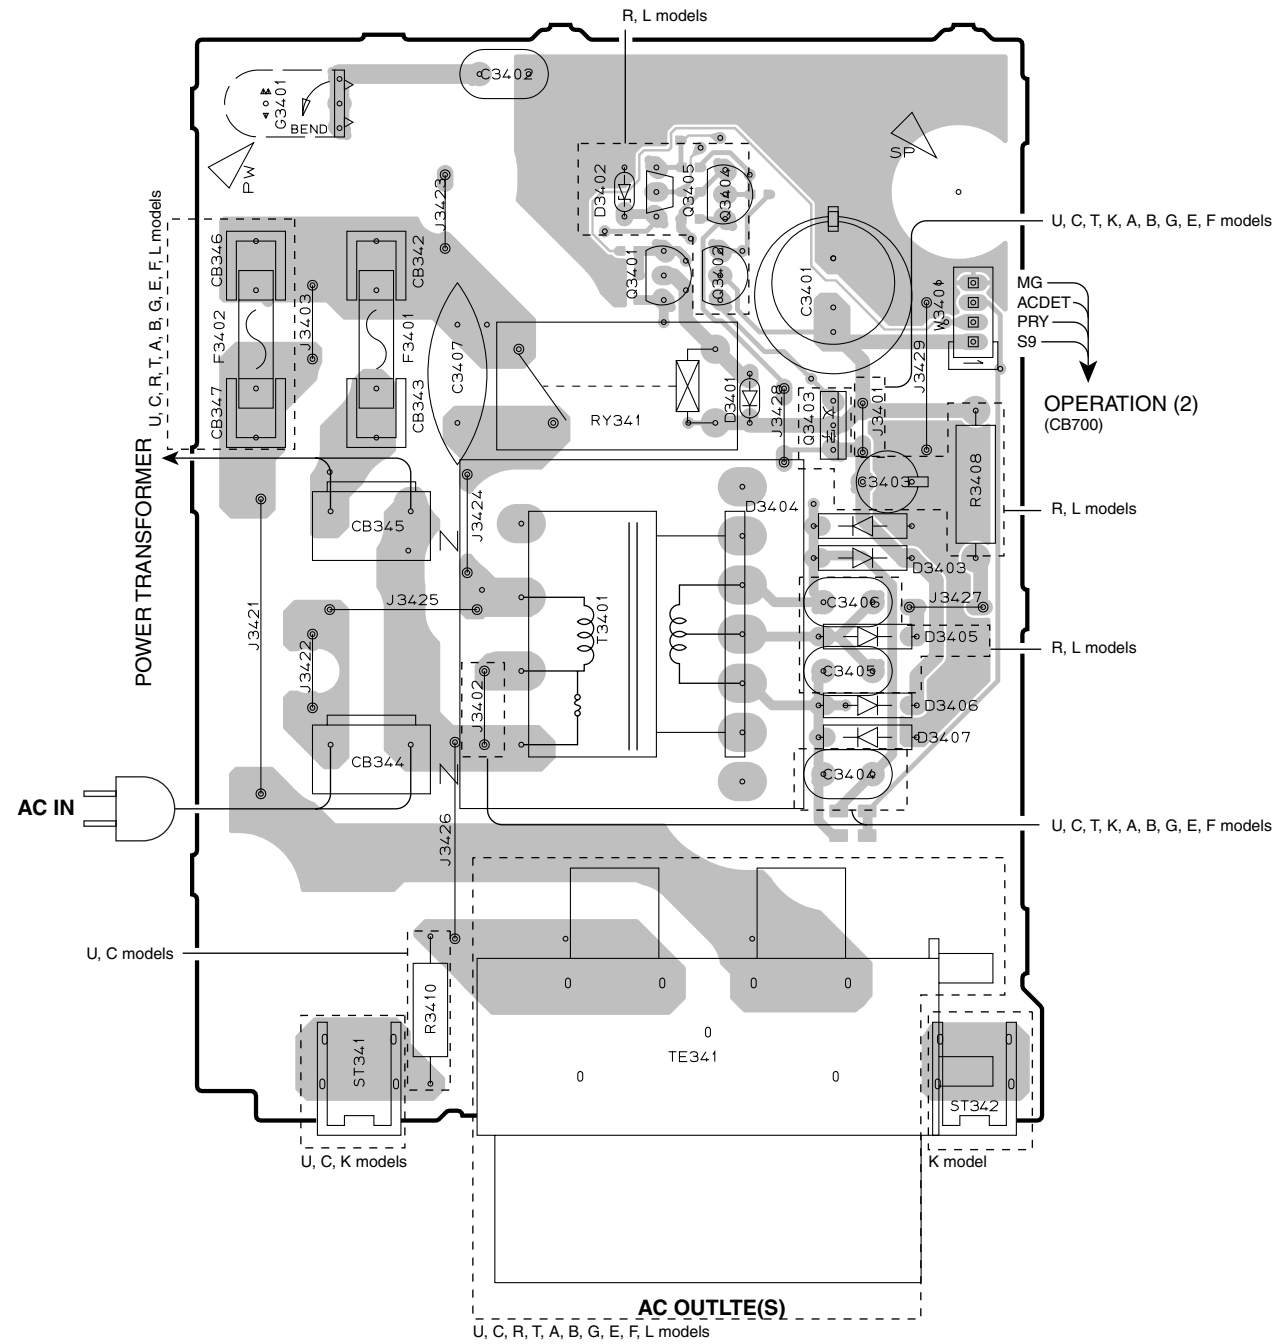 R, L models
C3402
G3401
BEND
PW
SP
D3402
Q3405
Q3404
J3423
U, C, R, T, A, B, G, E, F, L models
U, C, T, K, A, B, G, E, F models
CB346
CB342
Q3401
Q3402
C3401
W3406
MG
ACDET
PRY
S9
F3402
J3403
F3401
C3407
J3429
OPERATION (2)
(CB700)
CB347
CB343
RY341
D3401
J3428
Q3403
J3401
POWER TRANSFORMER
C3403
R3408
CB345
J3424
D3404
R, L models
D3403
J3421
J3425
T3401
C3406
J3427
J3422
D3405
R, L models
C3405
J3402
D3406
CB344
D3407
C3404
AC IN
J3426
U, C, T, K, A, B, G, E, F models
U, C models
R3410
ST341
TE341
ST342
U, C, K models
K model
AC OUTLTE(S)
U, C, R, T, A, B, G, E, F, L models